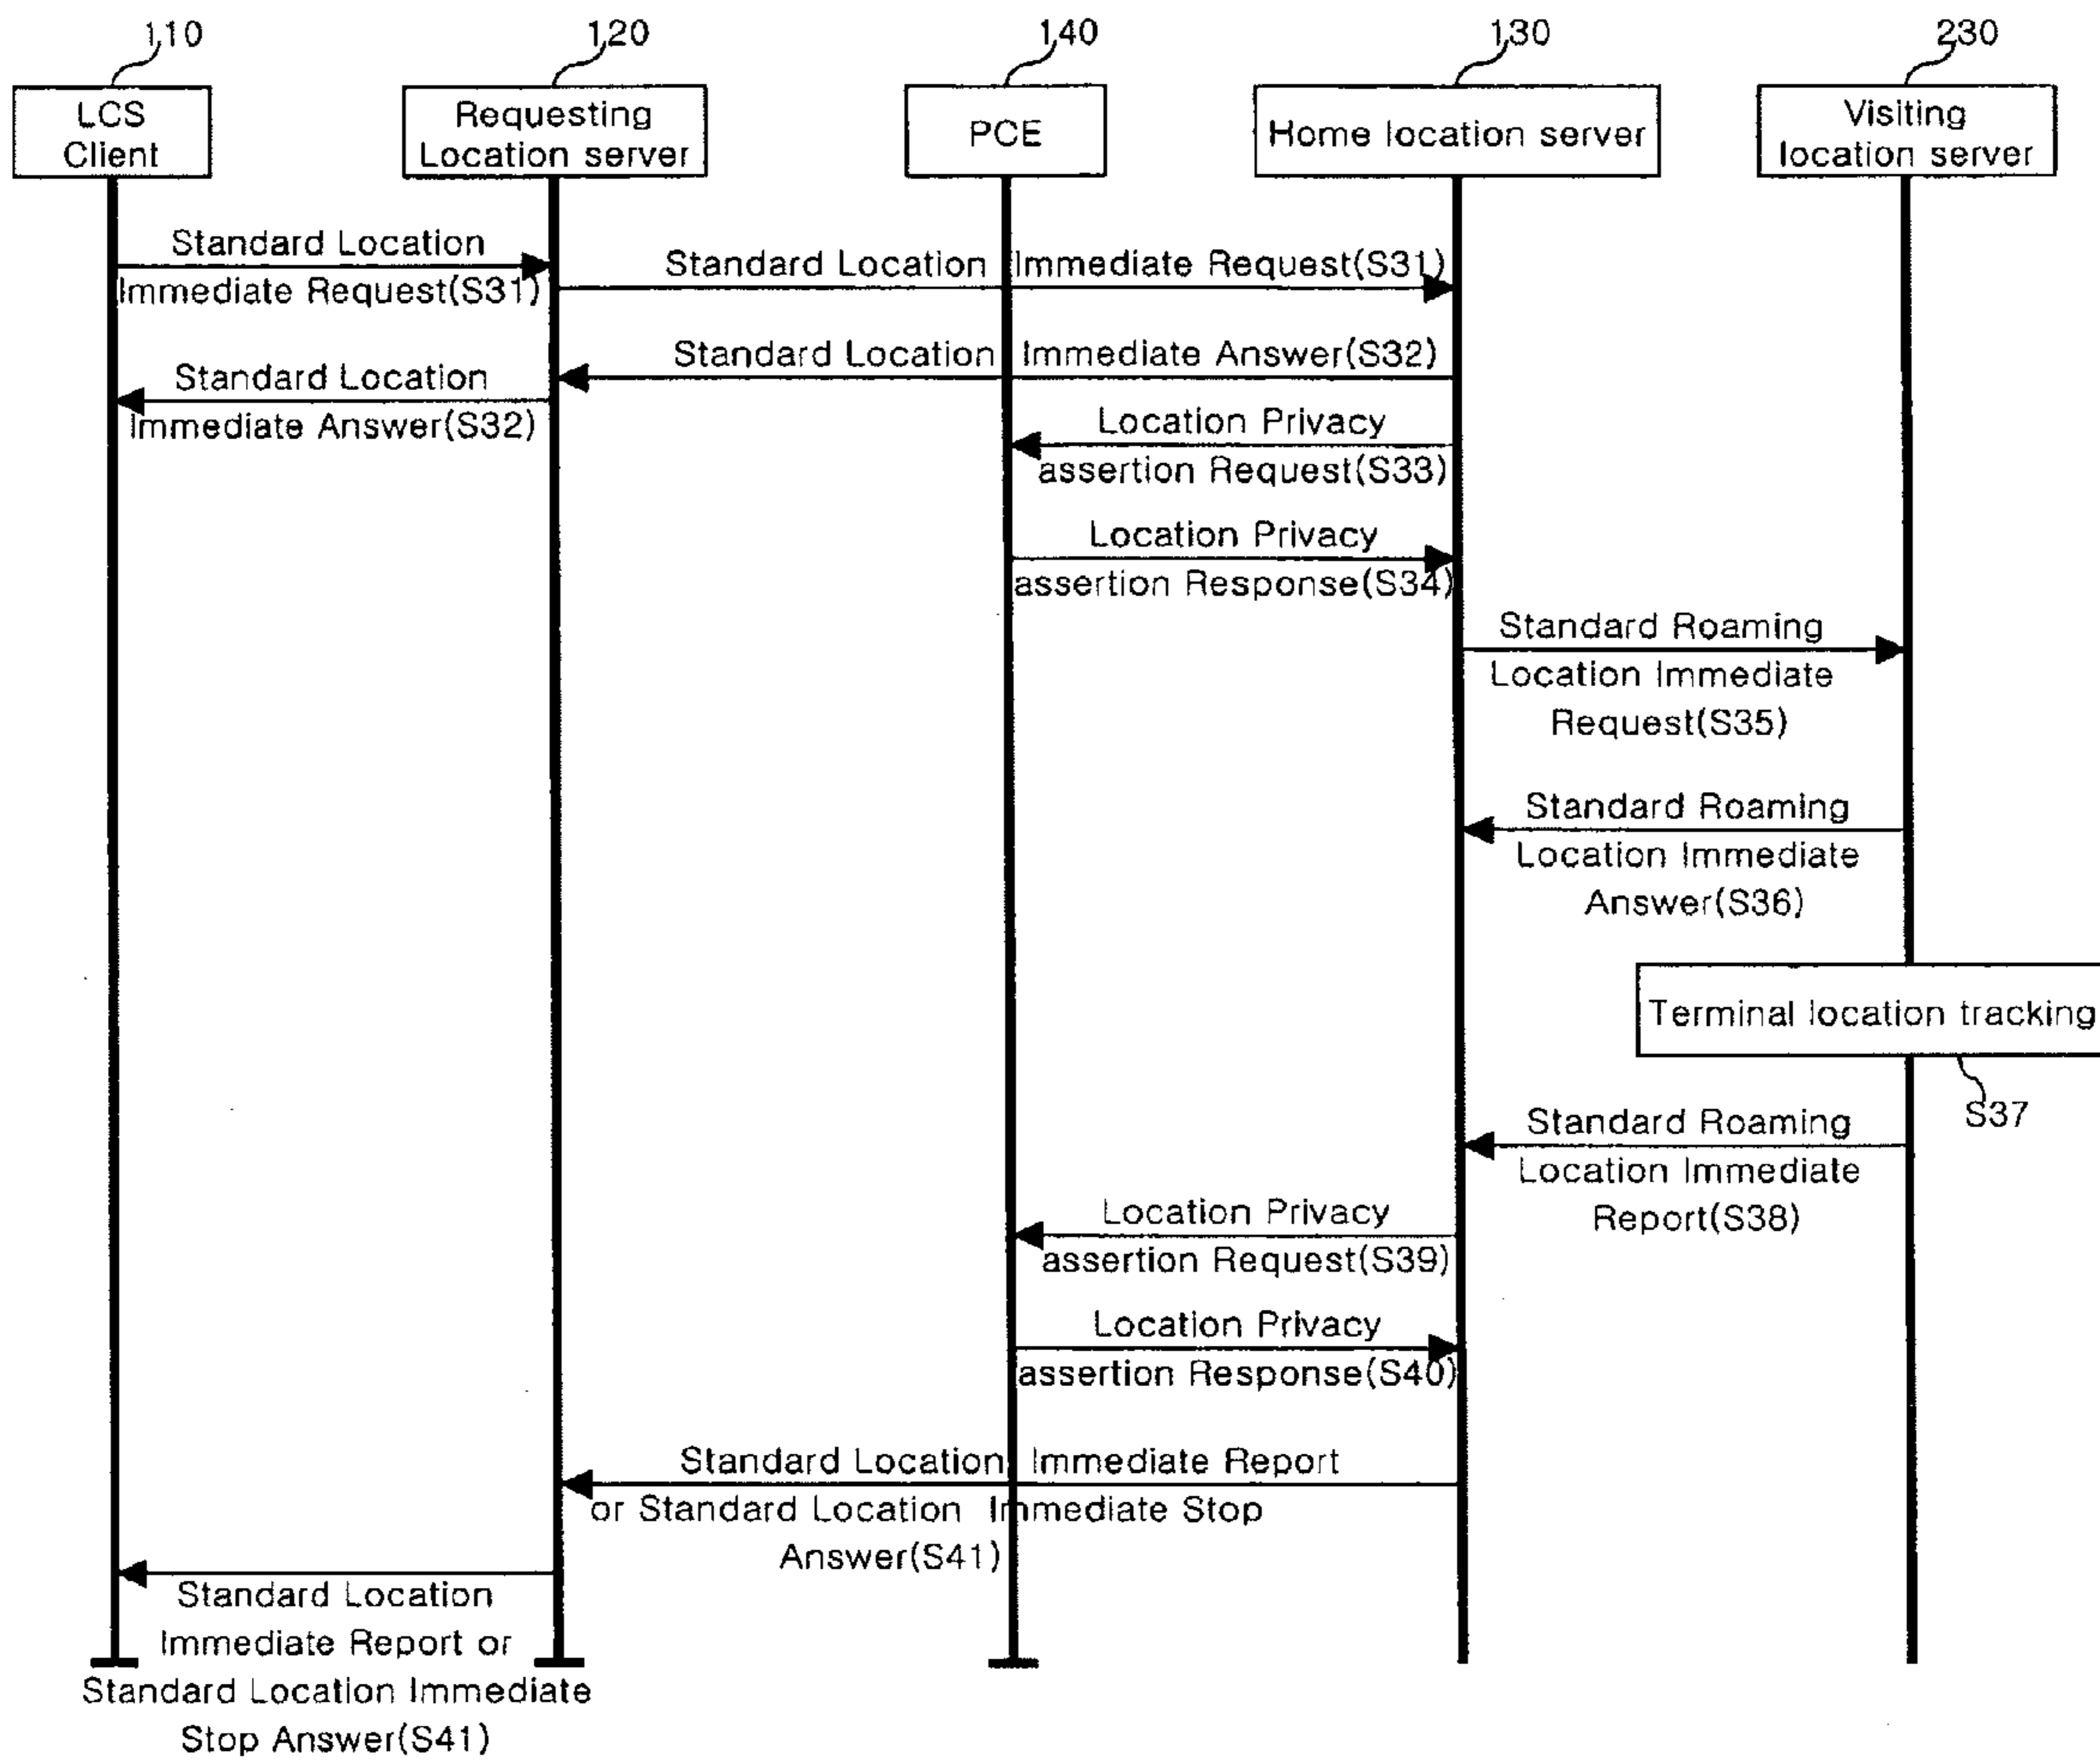 110
120
140
130
230
LCS
Client
Requesting
Location server
PCE
Home location server
Visiting
location server
Standard Location
Immediate Request(S31)
Standard Location Immediate Request(S31)
Standard Location Immediate Answer(S32)
Standard Location
Immediate Answer(S32)
Location Privacy
assertion Request(S33)
Location Privacy
assertion Response(S34)
Standard Roaming
Location Immediate
Request(S35)
Standard Roaming
Location Immediate
Answer(S36)
Terminal location tracking
S37
Standard Roaming
Location Immediate
Report(S38)
Location Privacy
assertion Request(S39)
Location Privacy
assertion Response(S40)
Standard Location Immediate Report
or Standard Location Immediate Stop
Answer(S41)
Standard Location
Immediate Report or
Standard Location Immediate
Stop Answer(S41)